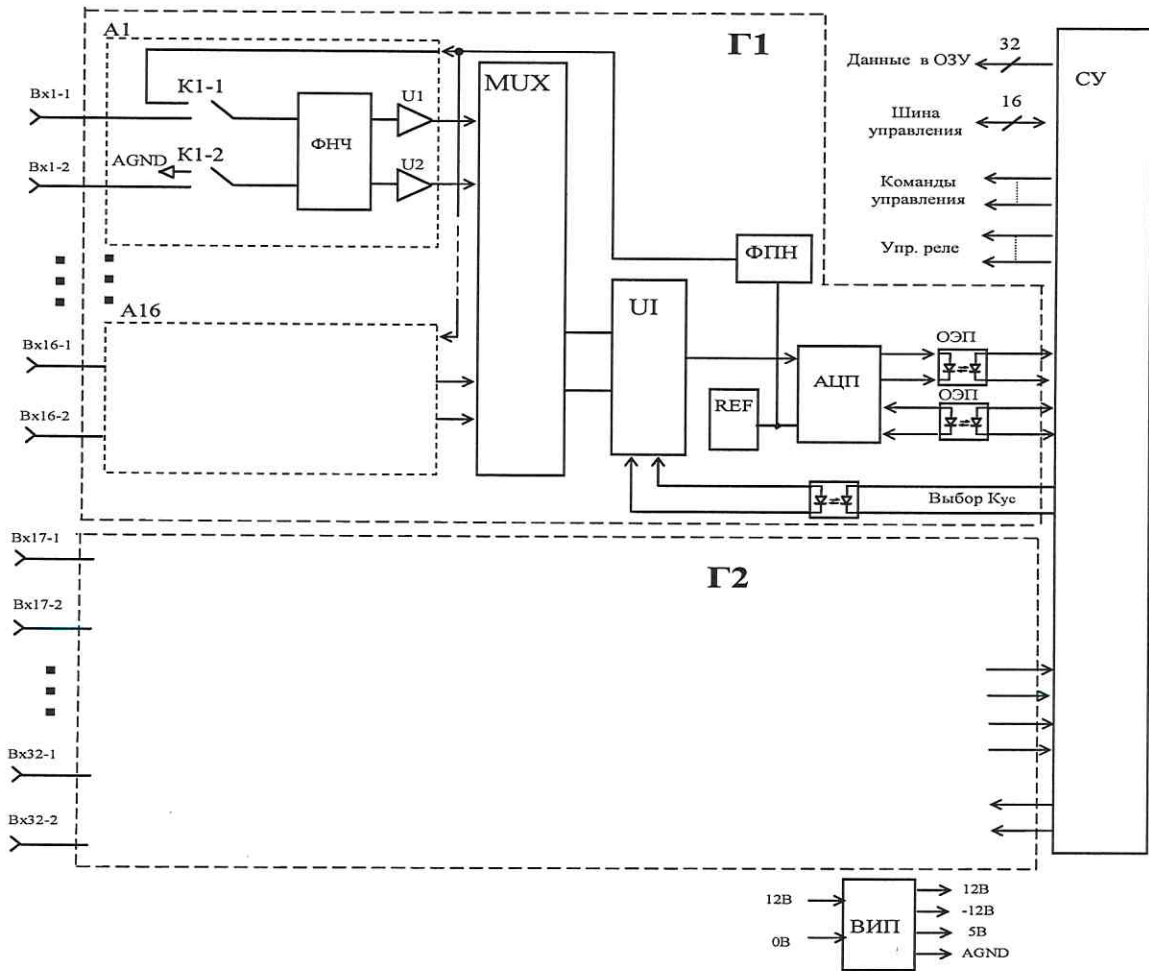 A1
Г1
32
Данные в ОЗУ
СУ
MUX
Вх1-1
К1-1
U1
16
Шина
управления
ФНЧ
AGND
К1-2
U2
Вх1-2
Команды
управления
Упр. реле
ФПН
A16
UI
Вх16-1
ОЭП
АЦП
REF
ОЭП
Вх16-2
Выбор Кус
Вх17-1
Г2
Вх17-2
Вх32-1
Вх32-2
12В
12В
-12В
ВИП
5В
0В
AGND